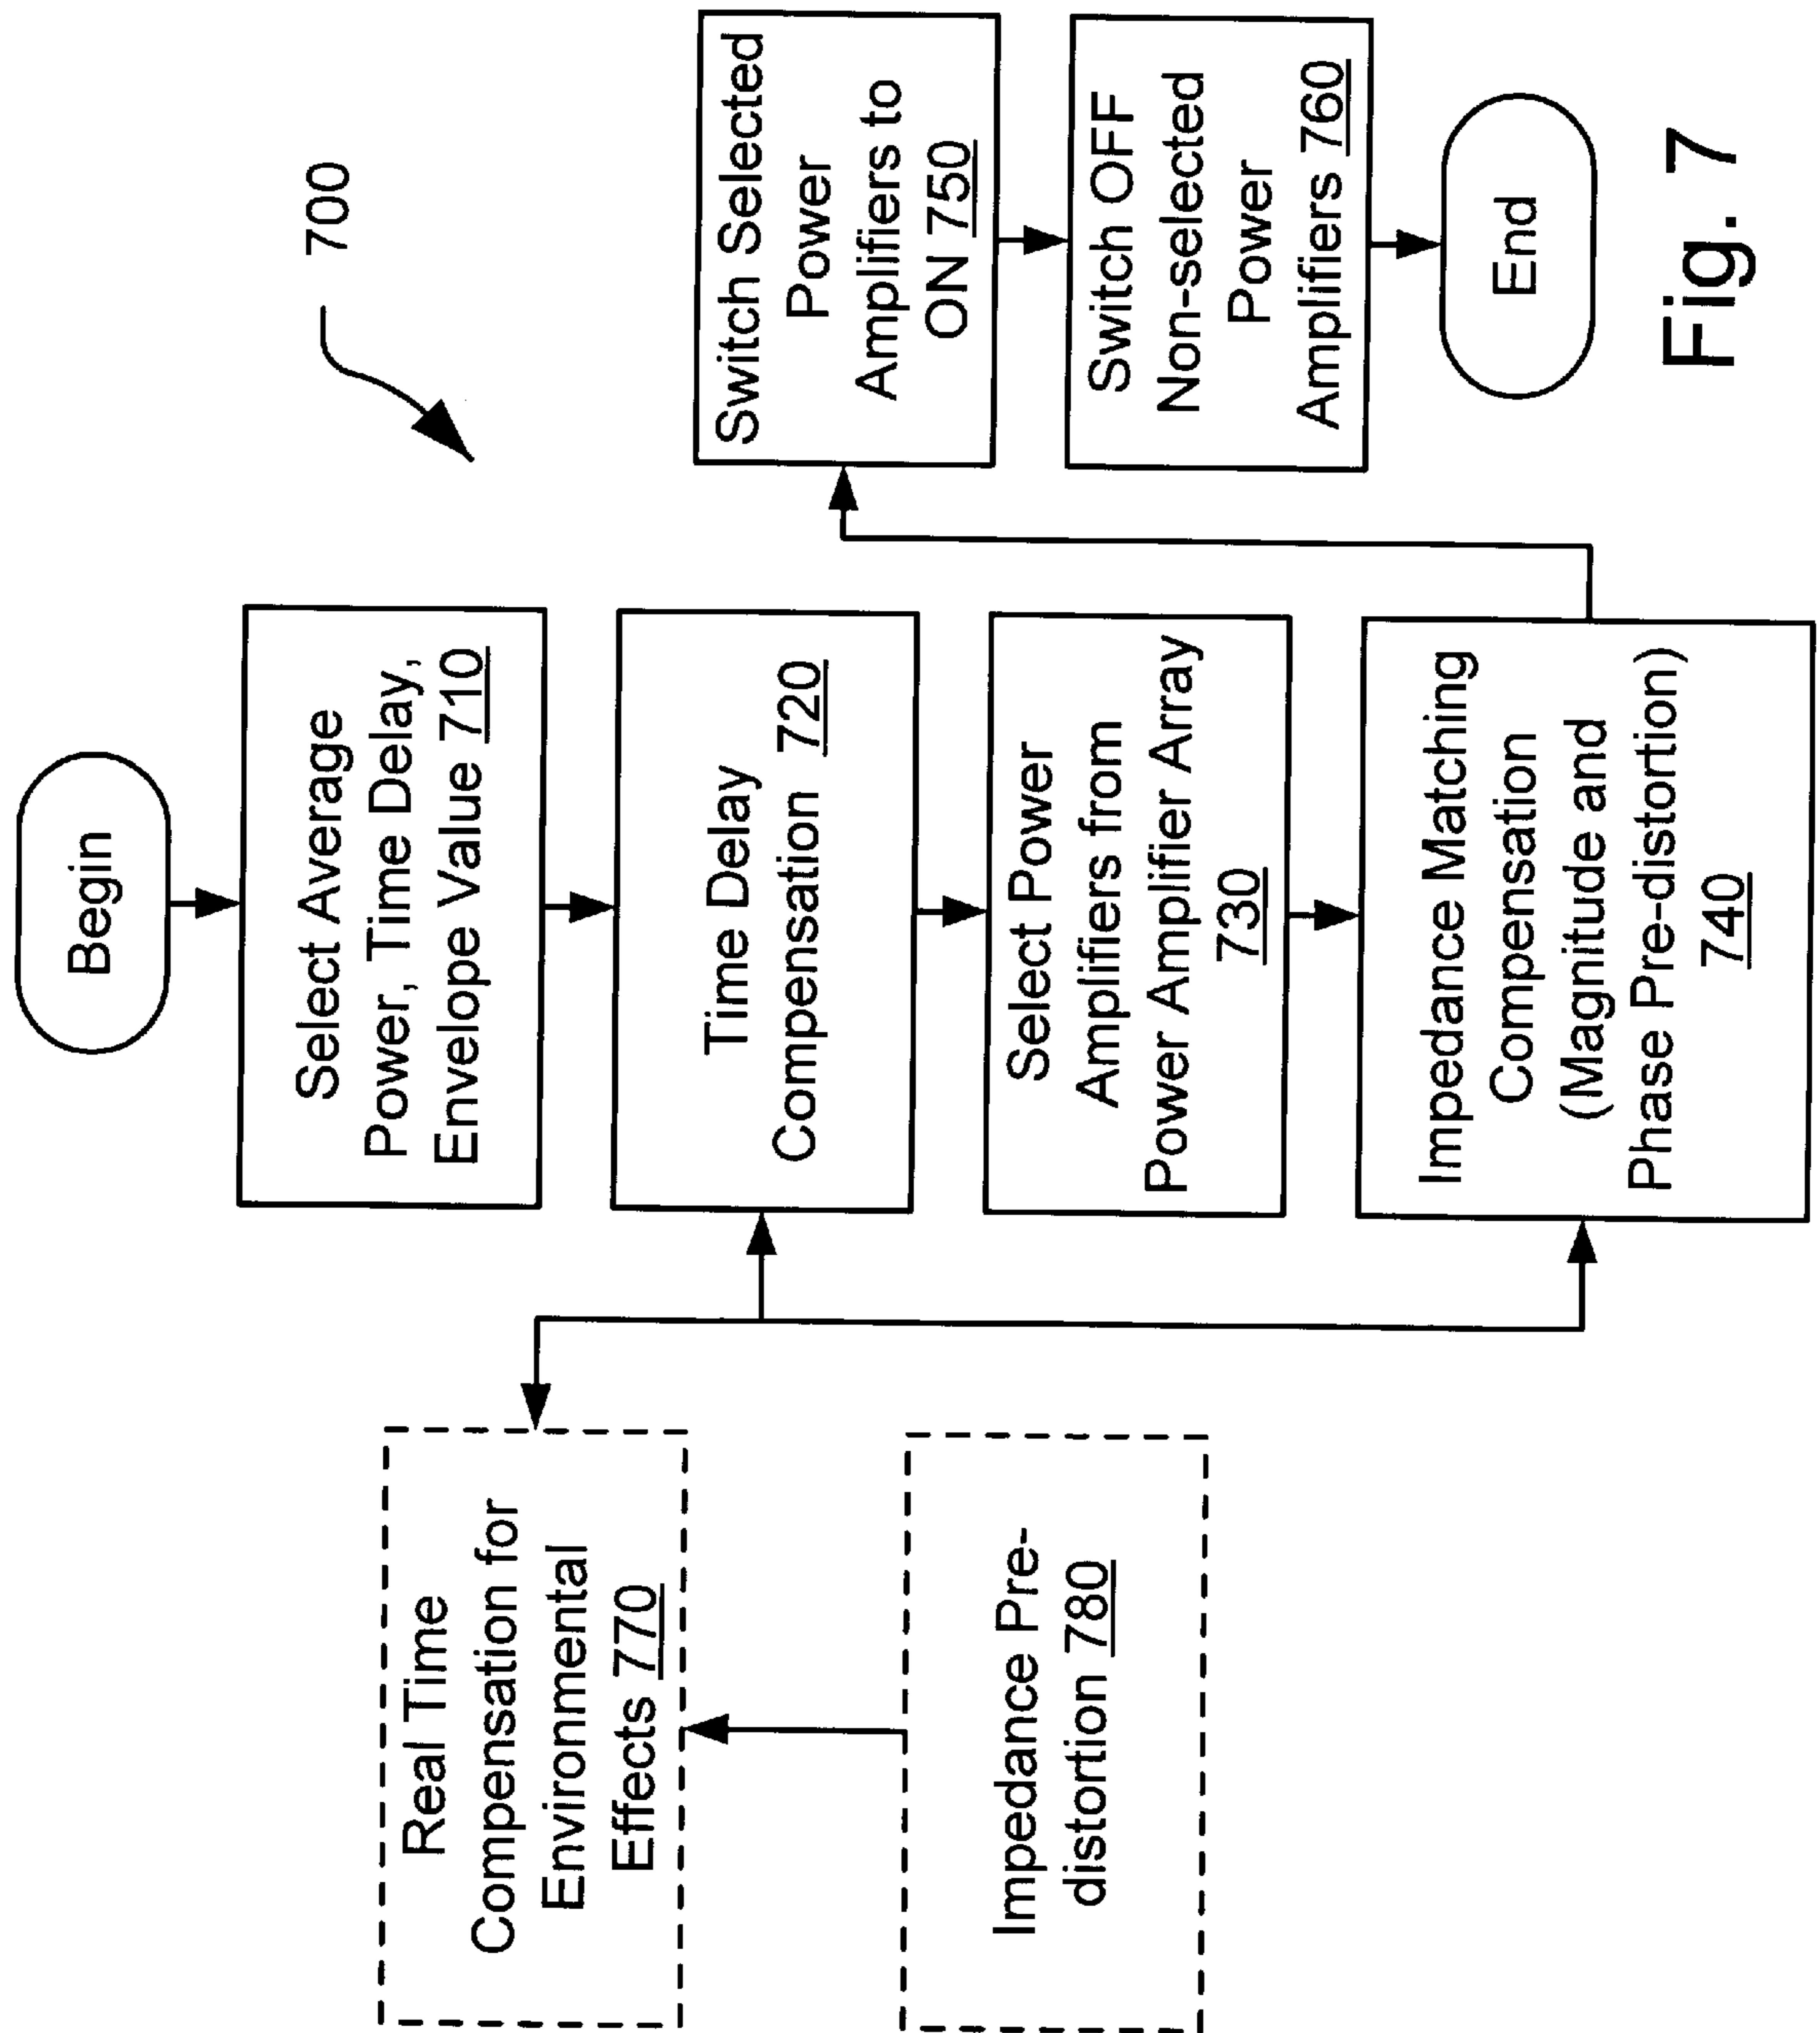 700
Begin
Select Average
Power, Time Delay,
Envelope Value 710
Time Delay
Compensation 720
Select Power
Amplifiers from
Power Amplifier Array
730
Impedance Matching
Compensation
(Magnitude and
Phase Pre-distortion)
740
Switch Selected
Power
Amplifiers to
ON 750
Switch OFF
Non-selected
Power
Amplifiers 760
End
Real Time
Compensation for
Environmental
Effects 770
Impedance Pre-
distortion 780
Fig. 7